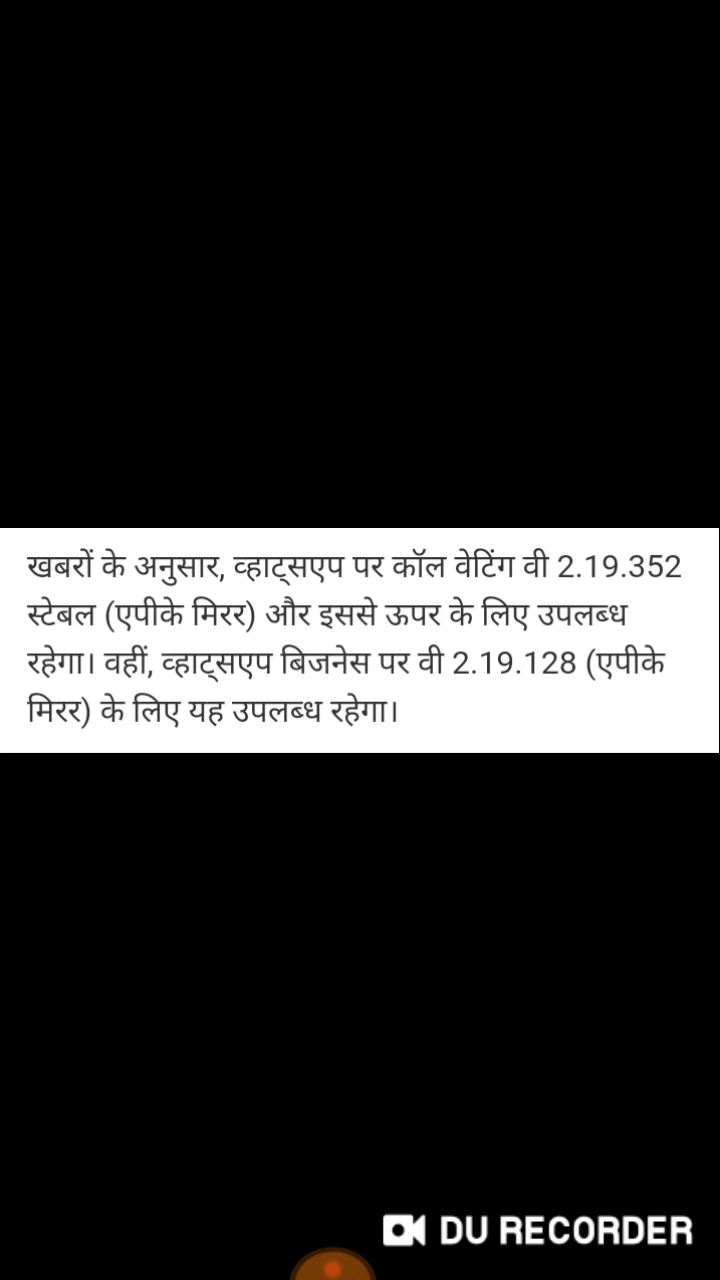 खबरों के अनुसार, व्हाट्सएप पर कॉल वेटिंग वी 2.19.352
स्टेबल (एपीके मिरर) और इससे ऊपर के लिए उपलब्ध
रहेगा। वहीं, व्हाट्सएप बिजनेस पर वी 2.19.128 (एपीके
मिरर) के लिए यह उपलब्ध रहेगा।
DU RECORDER